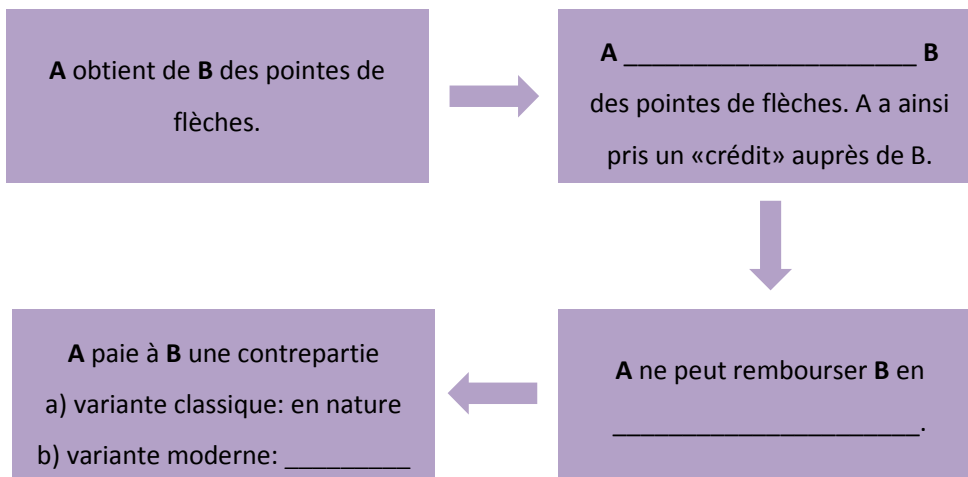 A obtient de B des pointes de
flèches.
A _____________________ B
des pointes de flèches. A a ainsi
pris un «crédit» auprès de B.
A ne peut rembourser B en
______________________.
A paie à B une contrepartie
a) variante classique: en nature
b) variante moderne: _________